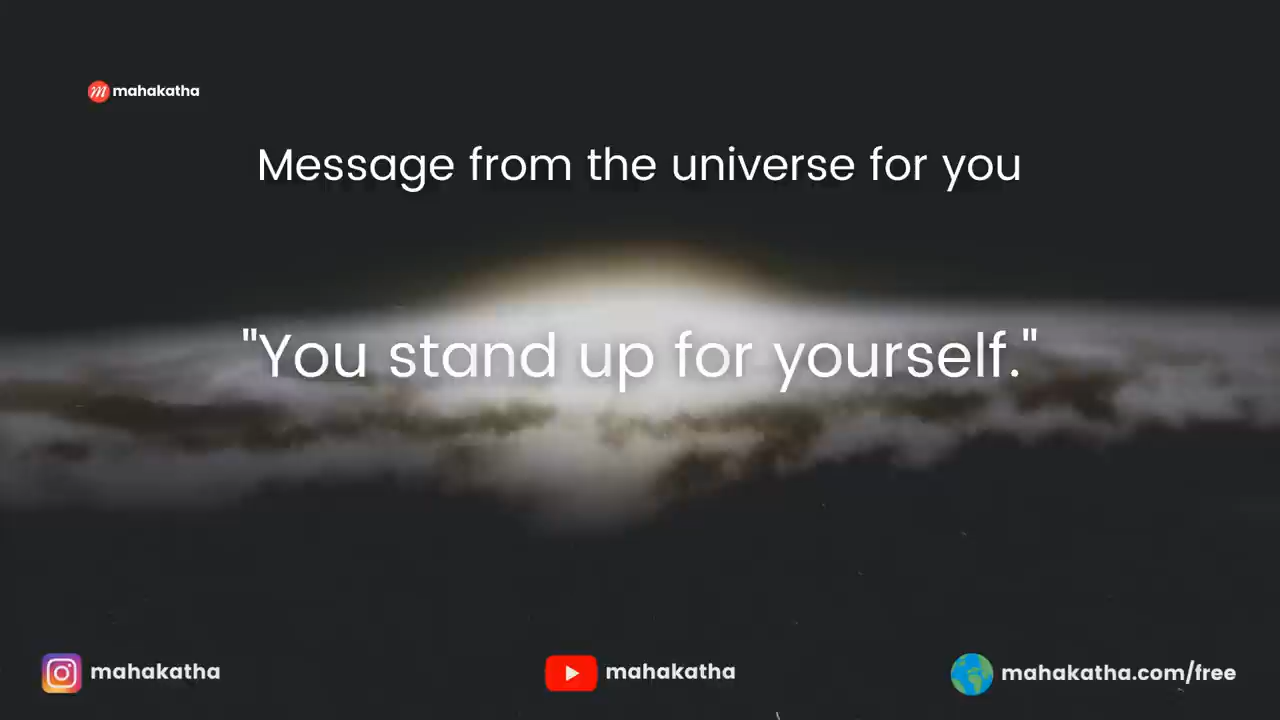 mahakatha
Message from the universe for you
"You stand up for yourself."
mahakatha
mahakatha
mahakatha.com/free